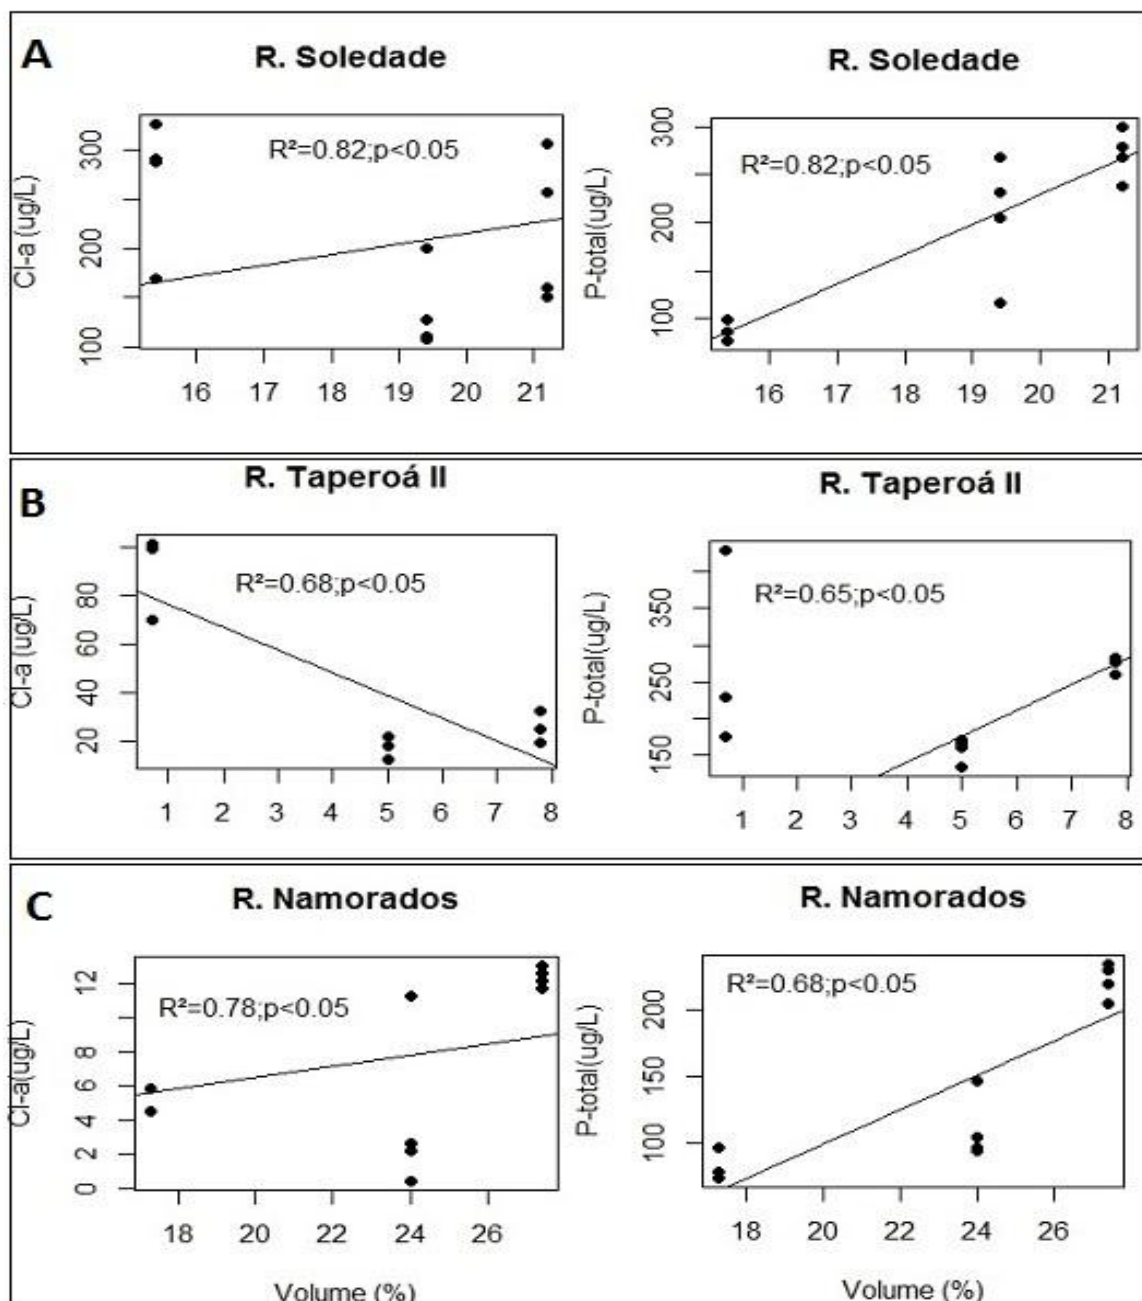 A
R. Soledade
R. Soledade
Cl-a (ug/L)
300
200
100
R²=0.82;p<0.05
16 17 18 19 20 21
P-total(ug/L)
300
200
100
R²=0.82;p<0.05
16 17 18 19 20 21
B
R. Taperoá II
R. Taperoá II
Cl-a (ug/L)
80
60
40
20
R²=0.68;p<0.05
1 2 3 4 5 6 7 8
P-total(ug/L)
350
250
150
R²=0.65;p<0.05
1 2 3 4 5 6 7 8
C
R. Namorados
R. Namorados
Cl-a(ug/L)
12
8
6
4
2
0
R²=0.78;p<0.05
18 20 22 24 26
Volume (%)
P-total(ug/L)
200
150
100
R²=0.68;p<0.05
18 20 22 24 26
Volume (%)